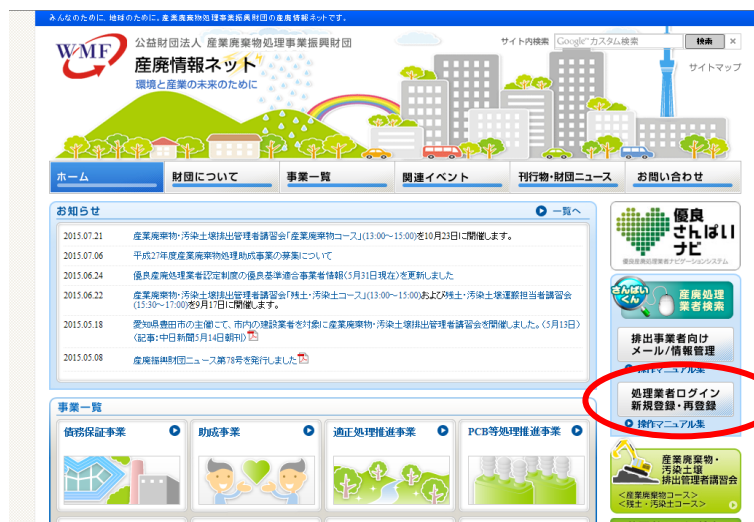 みんなのために、地球のために。産業廃棄物処理事業振興財団の産廃情報ネットです。
W/MF
公益財団法人 産業廃棄物処理事業振興財団
産廃情報ネット
環境と産業の未来のために
サイト内検索 Google™ カスタム検索 検索 ×
サイトマップ
ホーム 財団について 事業一覧 関連イベント 刊行物・財団ニュース お問い合わせ
お知らせ 一覧へ
2015.07.21 産業廃棄物・汚染土壌排出管理者講習会「産業廃棄物コース」(13:00～15:00)を10月23日に開催します。
2015.07.06 平成27年度産業廃棄物処理助成事業の募集について
2015.06.24 優良産廃処理業者認定制度の優良基準適合事業者情報(5月31日現在)を更新しました
2015.06.22 産業廃棄物・汚染土壌排出管理者講習会「残土・汚染土コース」(13:00～15:00)および残土・汚染土壌運搬担当者講習会
(15:30～17:00)を9月17日に開催します。
2015.05.18 愛知県豊田市の主催にて、市内の建設業者を対象に産業廃棄物・汚染土壌排出管理者講習会を開催しました。(5月13日)
(記事:中日新聞5月14日朝刊)
2015.05.08 産廃振興財団ニュース第78号を発行しました
事業一覧
債務保証事業 助成事業 適正処理推進事業 PCB等処理推進事業
優良
さんぱい
ナビ
優良産廃処理業者ナビゲーションシステム
さんぱい
くん
産廃処理
業者検索
排出事業者向け
メール/情報管理
操作マニュアル集
処理業者ログイン
新規登録・再登録
操作マニュアル集
産業廃棄物・
汚染土壌
排出管理者講習会
＜産業廃棄物コース＞
＜残土・汚染土コース＞